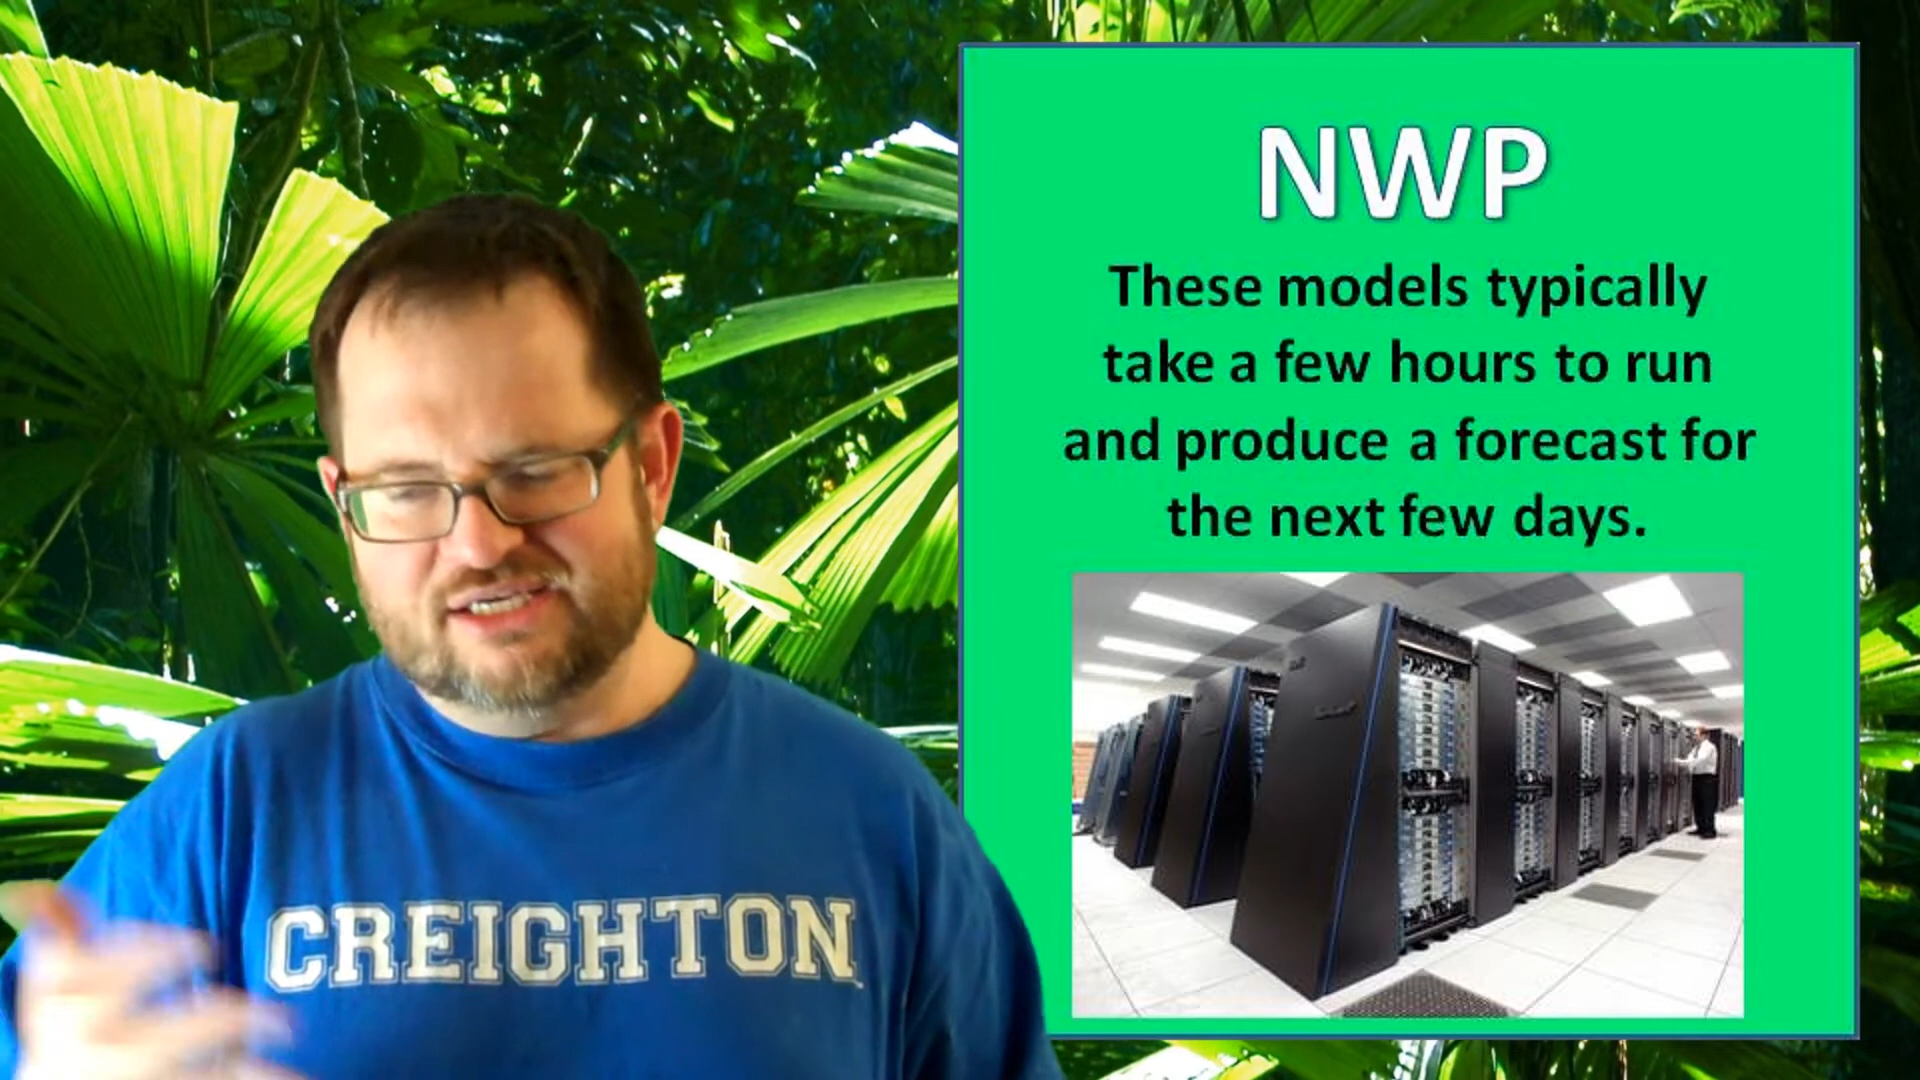 NWP
These models typically
take a few hours to run
and produce a forecast for
the next few days.
CREIGHTON